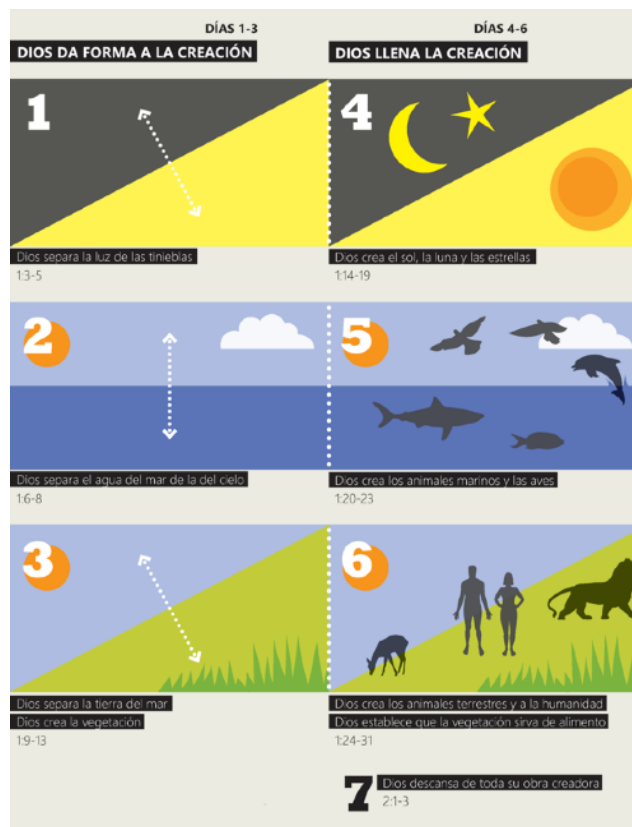 DÍAS 1-3
DIOS DA FORMA A LA CREACIÓN
DÍAS 4-6
DIOS LLENA LA CREACIÓN
1
Dios separa la luz de las tinieblas
1:3-5
4
Dios crea el sol, la luna y las estrellas
1:14-19
2
Dios separa el agua del mar de la del cielo
1:6-8
5
Dios crea los animales marinos y las aves
1:20-23
3
Dios separa la tierra del mar
Dios crea la vegetación
1:9-13
6
Dios crea los animales terrestres y a la humanidad
Dios establece que la vegetación sirva de alimento
1:24-31
7
Dios descansa de toda su obra creadora
2:1-3